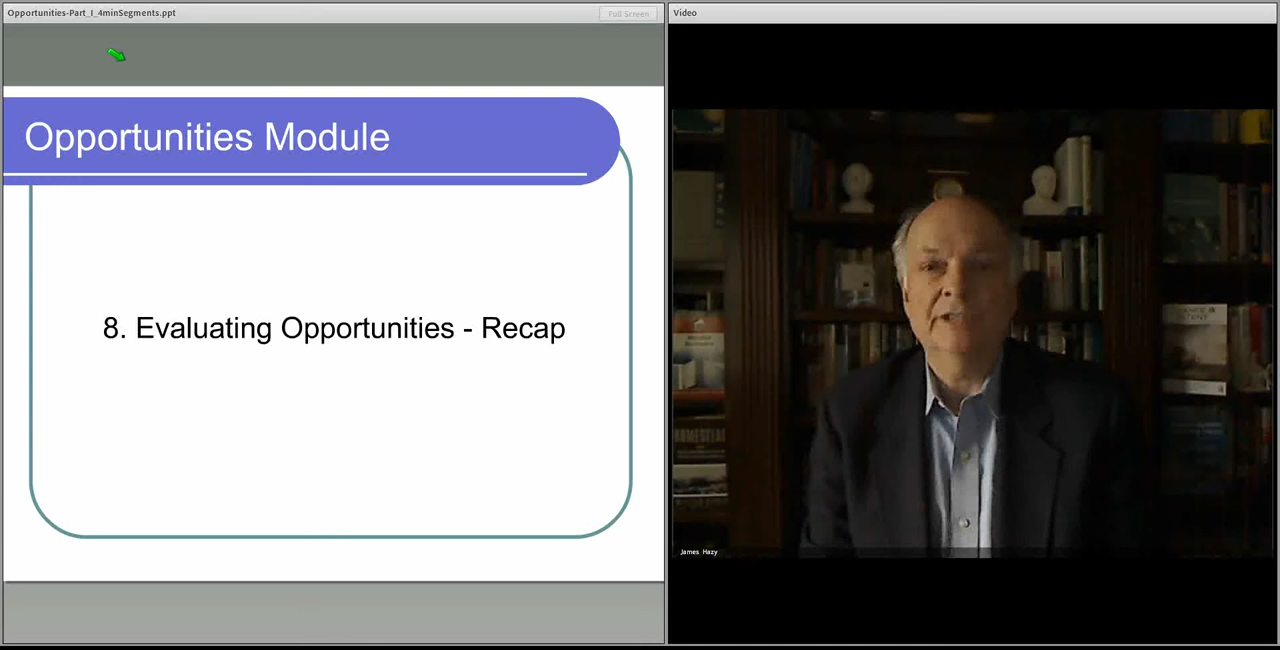 Opportunities-Part_I_4minSegments.ppt
Full Screen
Opportunities Module
8. Evaluating Opportunities - Recap
Video
James Hazy